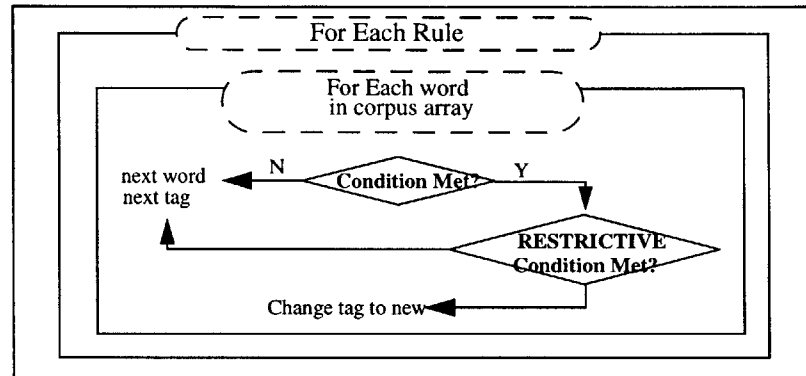 For Each Rule
For Each word
in corpus array
N
Condition Met?
Y
next word
next tag
RESTRICTIVE
Condition Met?
Change tag to new